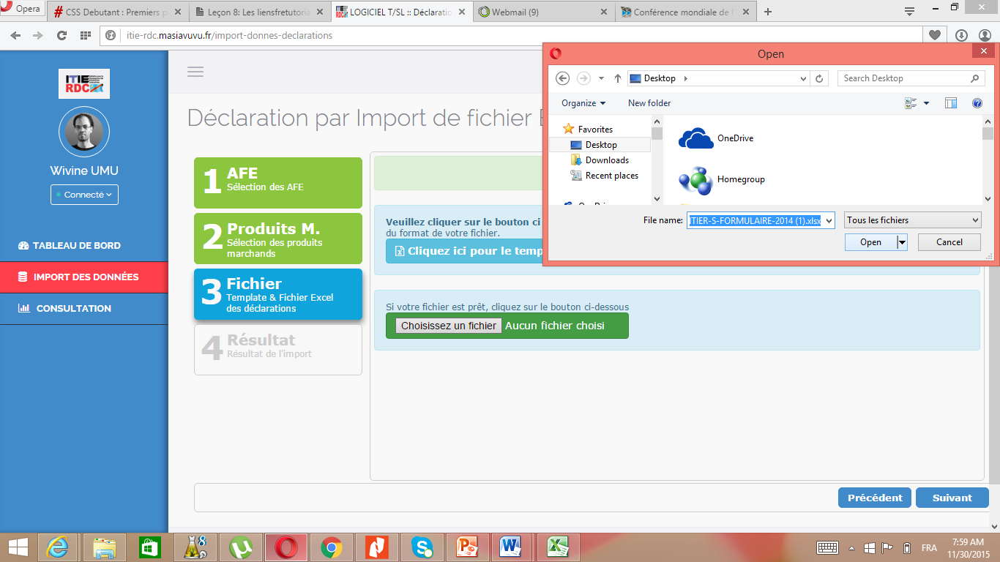 Opera
CSS Debutant : Premiers p
Leçon 8: Les liensfretutoria
LOGICIEL T/SL :: Déclaratio
Webmail (9)
Conférence mondiale de l
itie-rdc.masiavuvu.fr/import-donnes-declarations
ITIE
RDC
Wivine UMU
Connecté
TABLEAU DE BORD
IMPORT DES DONNÉES
CONSULTATION
Déclaration par Import de fichier E
1 AFE
Sélection des AFE
2 Produits M.
Sélection des produits
marchands
3 Fichier
Template & Fichier Excel
des déclarations
4 Résultat
Résultat de l'import
Veuillez cliquer sur le bouton ci
du format de votre fichier.
Cliquez ici pour le temp
Si votre fichier est prêt, cliquez sur le bouton ci-dessous
Choisissez un fichier Aucun fichier choisi
Précédent Suivant
Open
Desktop
Search Desktop
Organize New folder
Favorites
Desktop
Downloads
Recent places
OneDrive
OneDrive
Homegroup
File name: ITIER-S-FORMULAIRE-2014 (1).xlsx Tous les fichiers
Open Cancel
FRA
7:59 AM
11/30/2015